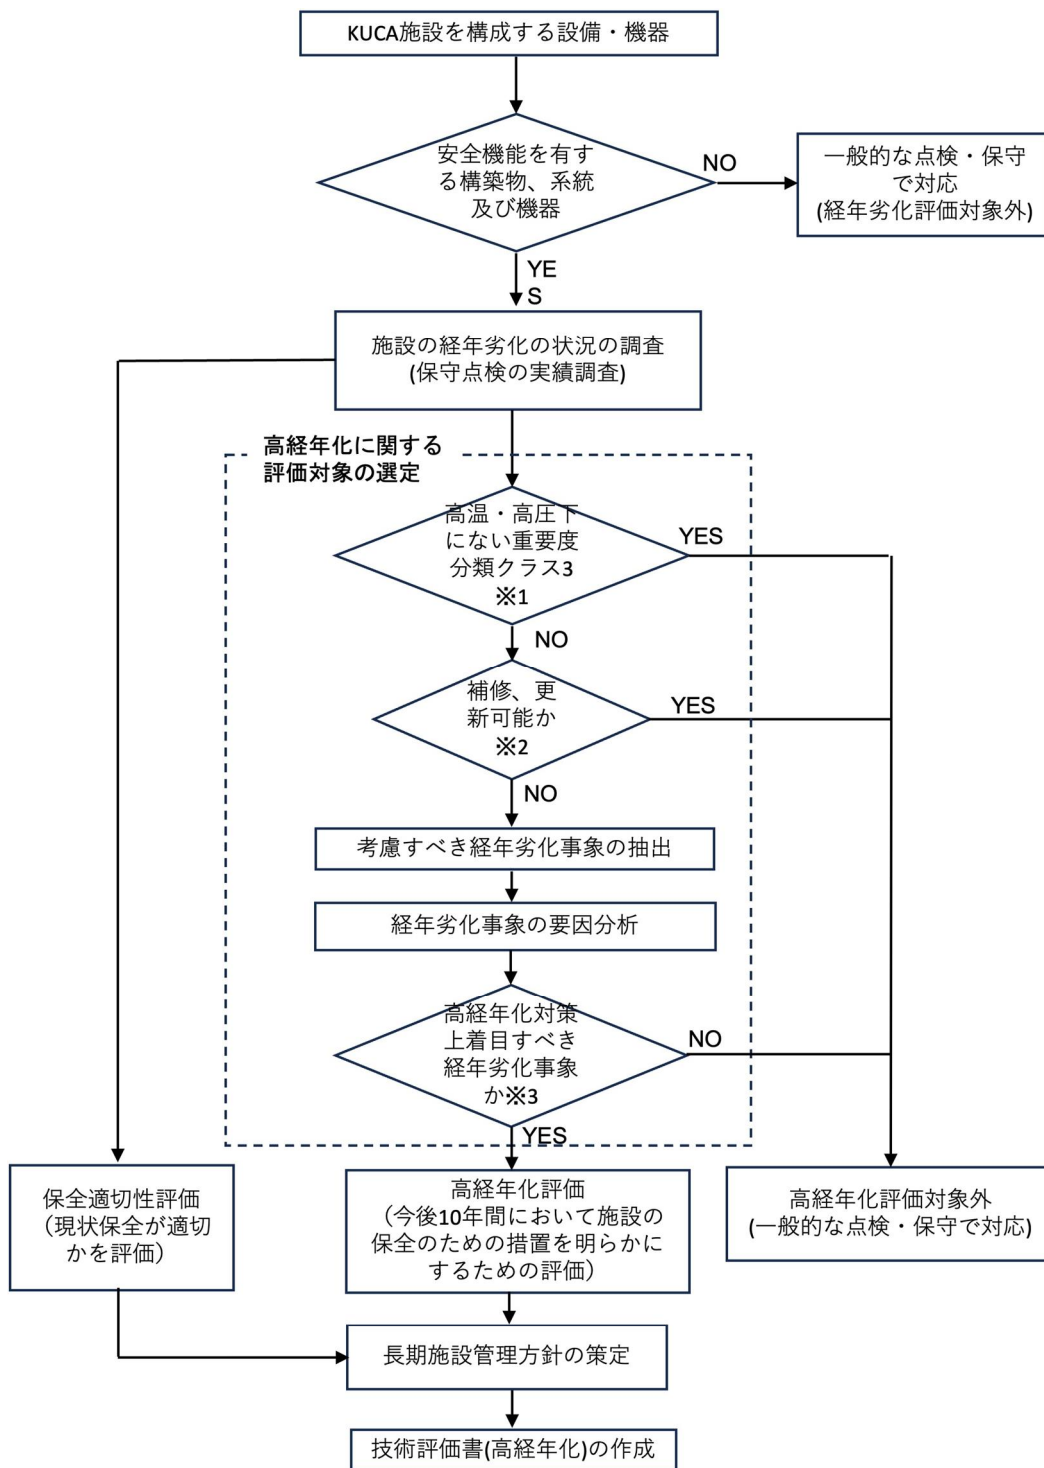 KUCA施設を構成する設備・機器
安全機能を有す
る構築物、系統
及び機器
NO
一般的な点検・保守
で対応
(経年劣化評価対象外)
YE
S
施設の経年劣化の状況の調査
(保守点検の実績調査)
高経年化に関する
評価対象の選定
高温・高圧下
にない重要度
分類クラス3
※1
YES
NO
補修、更
新可能か
※2
YES
NO
考慮すべき経年劣化事象の抽出
経年劣化事象の要因分析
高経年化対策
上着目すべき
経年劣化事象
か※3
NO
YES
保全適切性評価
（現状保全が適切
かを評価）
高経年化評価
（今後10年間において施設の
保全のための措置を明らかに
するための評価）
高経年化評価対象外
(一般的な点検・保守で対応)
長期施設管理方針の策定
技術評価書(高経年化)の作成